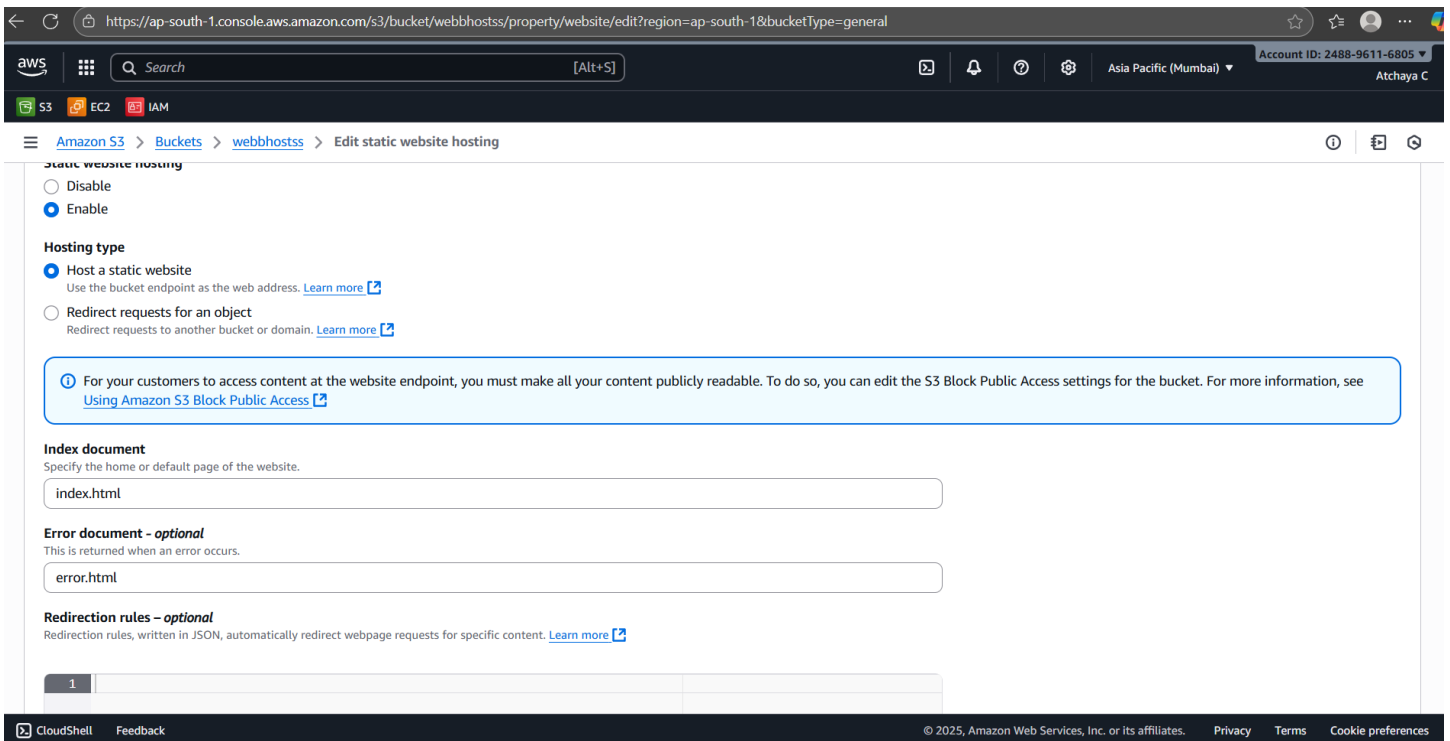 https://ap-south-1.console.aws.amazon.com/s3/bucket/webbhostss/property/website/edit?region=ap-south-1&bucketType=general
aws
Search
[Alt+S]
Asia Pacific (Mumbai)
Account ID: 2488-9611-6805
Atchaya C
S3 EC2 IAM
Amazon S3 > Buckets > webbhostss > Edit static website hosting
Static website hosting
Disable
Enable
Hosting type
Host a static website
Use the bucket endpoint as the web address. Learn more
Redirect requests for an object
Redirect requests to another bucket or domain. Learn more
For your customers to access content at the website endpoint, you must make all your content publicly readable. To do so, you can edit the S3 Block Public Access settings for the bucket. For more information, see
Using Amazon S3 Block Public Access
Index document
Specify the home or default page of the website.
index.html
Error document - optional
This is returned when an error occurs.
error.html
Redirection rules – optional
Redirection rules, written in JSON, automatically redirect webpage requests for specific content. Learn more
1
CloudShell Feedback © 2025, Amazon Web Services, Inc. or its affiliates. Privacy Terms Cookie preferences